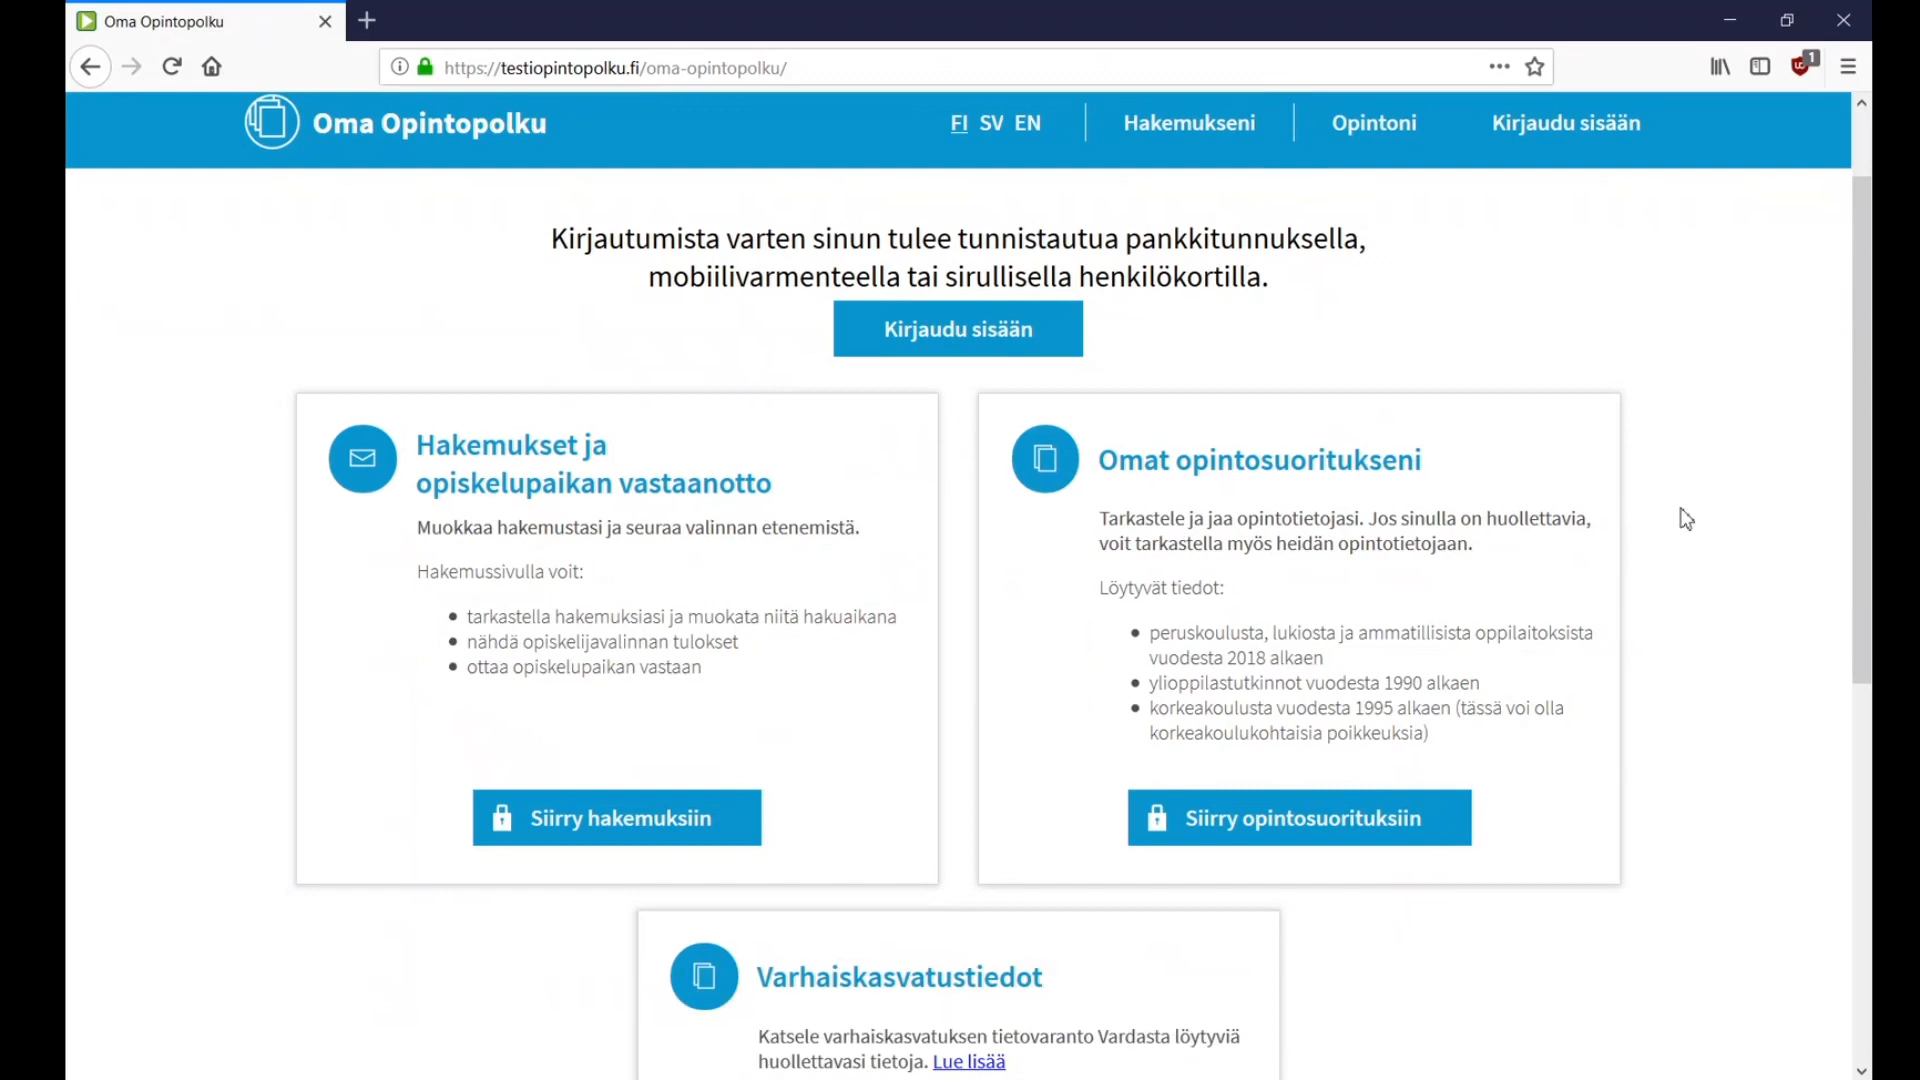 Oma Opintopolku
https://testiopintopolku.fi/oma-opintopolku/
1
Oma Opintopolku
FI SV EN
Hakemukseni
Opintoni
Kirjaudu sisään
Kirjautumista varten sinun tulee tunnistautua pankkitunnuksella,
mobiilivarmenteella tai sirullisella henkilökortilla.
Kirjaudu sisään
Hakemukset ja
opiskelupaikan vastaanotto
Muokkaa hakemustasi ja seuraa valinnan etenemistä.
Hakemussivulla voit:
tarkastella hakemuksiasi ja muokata niitä hakuaikana
nähdä opiskelijavalinnan tulokset
ottaa opiskelupaikan vastaan
Siirry hakemuksiin
Omat opintosuoritukseni
Tarkastele ja jaa opintotietojasi. Jos sinulla on huollettavia,
voit tarkastella myös heidän opintotietojaan.
Löytyvät tiedot:
peruskoulusta, lukiosta ja ammatillisista oppilaitoksista
vuodesta 2018 alkaen
ylioppilastutkinnot vuodesta 1990 alkaen
korkeakoulusta vuodesta 1995 alkaen (tässä voi olla
korkeakoulukohtaisia poikkeuksia)
Siirry opintosuorituksiin
Varhaiskasvatustiedot
Katsele varhaiskasvatuksen tietovaranto Vardasta löytyviä
huollettavasi tietoja. Lue lisää